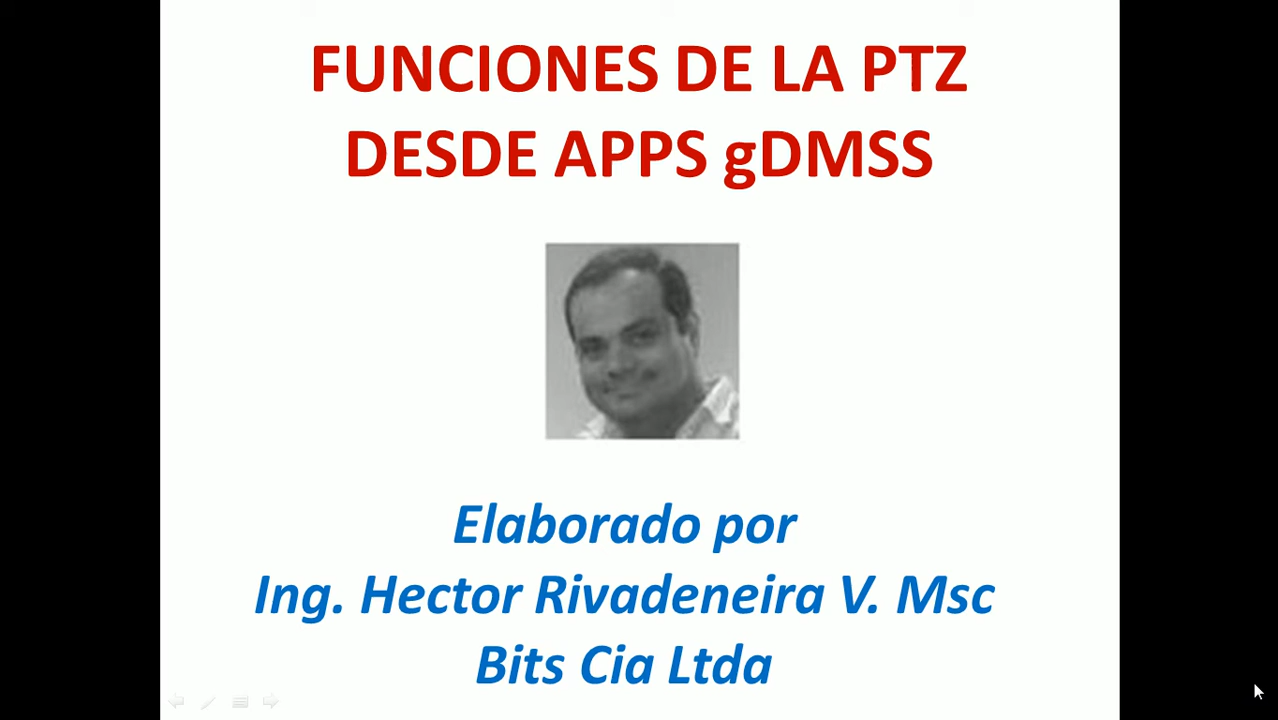 FUNCIONES DE LA PTZ
DESDE APPS gDMSS
Elaborado por
Ing. Hector Rivadeneira V. Msc
Bits Cia Ltda